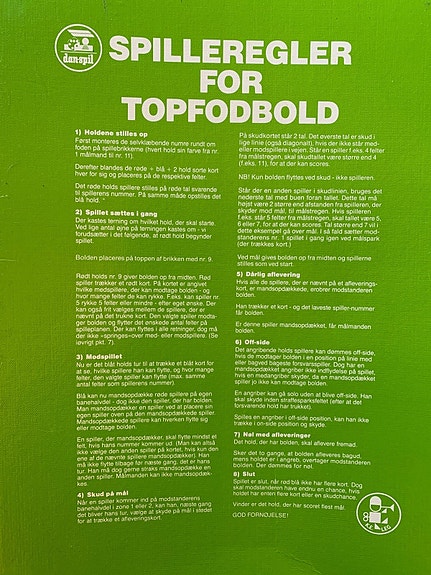 dan-spil
SPILLEREGLER
FOR
TOPFODBOLD
1) Holdene stilles op
Først monteres de selvklæbende numre rundt om
foden på spillebrikkerne (hvert hold sin farve fra nr.
1 målmand til nr. 11).
Derefter blandes de røde + blå ÷ 2 hold sorte kort
hver for sig og placeres på de respektive felter.
Det røde holds spillere stilles på røde tal svarende
til spillerens nummer. På samme måde opstilles det
blå hold.
2) Spillet sættes i gang
Der kastes terning om hvilket hold, der skal starte.
Ved lige antal øjne på terningen kastes om - vi
forudsætter i det følgende, at rødt hold begynder
spillet.
Bolden placeres på toppen af brikken med nr. 9.
Rødt holds nr. 9 giver bolden op fra midten. Rød
spiller trækker et rødt kort. På kortet er angivet
hvilke medspillere, der kan modtage bolden - og
hvor mange felter de kan rykke. F.eks. kan spiller nr.
5 rykke 5 felter eller mindre - efter eget ønske. Der
kan også frit vælges mellem de spillere, der er
nævnt på det trukne kort. Den valgte spiller modta-
ger bolden og flytter det ønskede antal felter på
spilleplanen. Der kan flyttes i alle retninger, dog må
der ikke »springes« over med- eller modspillere. (Se
iøvrigt pkt. 7).
3) Modspillet
Nu er det blåt holds tur til at trække et blåt kort for
at se, hvilke spillere han kan flytte, og hvor mange
felter, den valgte spiller kan flytte (max. samme
antal felter som spillerens nummer).
Blå kan nu mandsopdække røde spillere på egen
banehalvdel - dog ikke den spiller, der har bolden.
Man mandsopdækker en spiller ved at placere sin
egen spiller oven på den mandsopdækkede spiller.
Mandsopdækkede spillere kan hverken flytte sig
eller modtage bolden.
En spiller, der mandsopdækker, skal flytte mindst et
felt, hvis hans nummer kommer ud. (Man kan altså
ikke vælge den anden spiller på kortet, hvis kun den
ene af de nævnte spillere mandsopdækker). Han
må ikke flytte tilbage før næste gang, det er hans
tur. Han må dog gerne straks mandsopdække en
anden spiller. Målmanden kan ikke mandsopdæk-
kes.
4) Skud på mål
Når en spiller kommer ind på modstanderens
banehalvdel i zone 1 eller 2, kan han, næste gang
det bliver hans tur, vælge at skyde på mål i stedet
for at trække et afleveringskort.
På skudkortet står 2 tal. Det øverste tal er skud i
lige linie (også diagonalt), hvis der ikke står med-
eller modspillere i vejen. Står en spiller f.eks. 4 felter
fra målstregen, skal skudtallet være større end 4
(f.eks. 11), for at der kan scores.
NB! Kun bolden flyttes ved skud - ikke spilleren.
Står der en anden spiller i skudlinien, bruges det
nederste tal med buen foran tallet. Dette tal må
højst være 2 større end afstanden fra spilleren, der
skyder mod mål, til målstregen. Hvis spilleren
f.eks. står 5 felter fra målstregen, skal tallet være 5,
6 eller 7, for at der kan scores. Tal større end 7 vil i
dette eksempel gå over mål. I så fald sætter mod-
standerens nr. 1 spillet i gang igen ved målspark
(der trækkes kort.)
Ved mål gives bolden op fra midten og spillerne
stilles som ved start.
5) Dårlig aflevering
Hvis alle de spillere, der er nævnt på et afleverings-
kort, er mandsopdækkede, erobrer modstanderen
bolden.
Han trækker et kort - og det laveste spiller-nummer
får bolden.
Er denne spiller mandsopdækket, får målmanden
bolden.
6) Off-side
Det angribende holds spillere kan dømmes off-side,
hvis de modtager bolden i en position på linie med
eller bagved bageste forsvarsspiller. Dog har en
mandsopdækket angriber ikke indflydelse på spillet,
hvis en medangriber skyder, da en mandsopdækket
spiller jo ikke kan modtage bolden.
En angriber kan gå solo uden at blive off-side. Han
skal skyde inden straffesparksfeltet (efter at det
forsvarende hold har trukket).
Spilles en angriber i off-side position, kan han ikke
trække i on-side position og skyde.
7) Nøl med afleveringer
Det hold, der har bolden, skal aflevere fremad.
Sker det to gange, at bolden afleveres bagud,
mens holdet er i angreb, overtager modstanderen
bolden. Der dømmes for nøl.
8) Slut
Spillet er slut, når rød/blå ikke har flere kort. Dog
skal modstanderen have endnu en chance, hvis
holdet har enten flere kort eller en skudchance.
Vinder er det hold, der har scoret flest mål.
GOD FORNØJELSE!
K.E. LEG